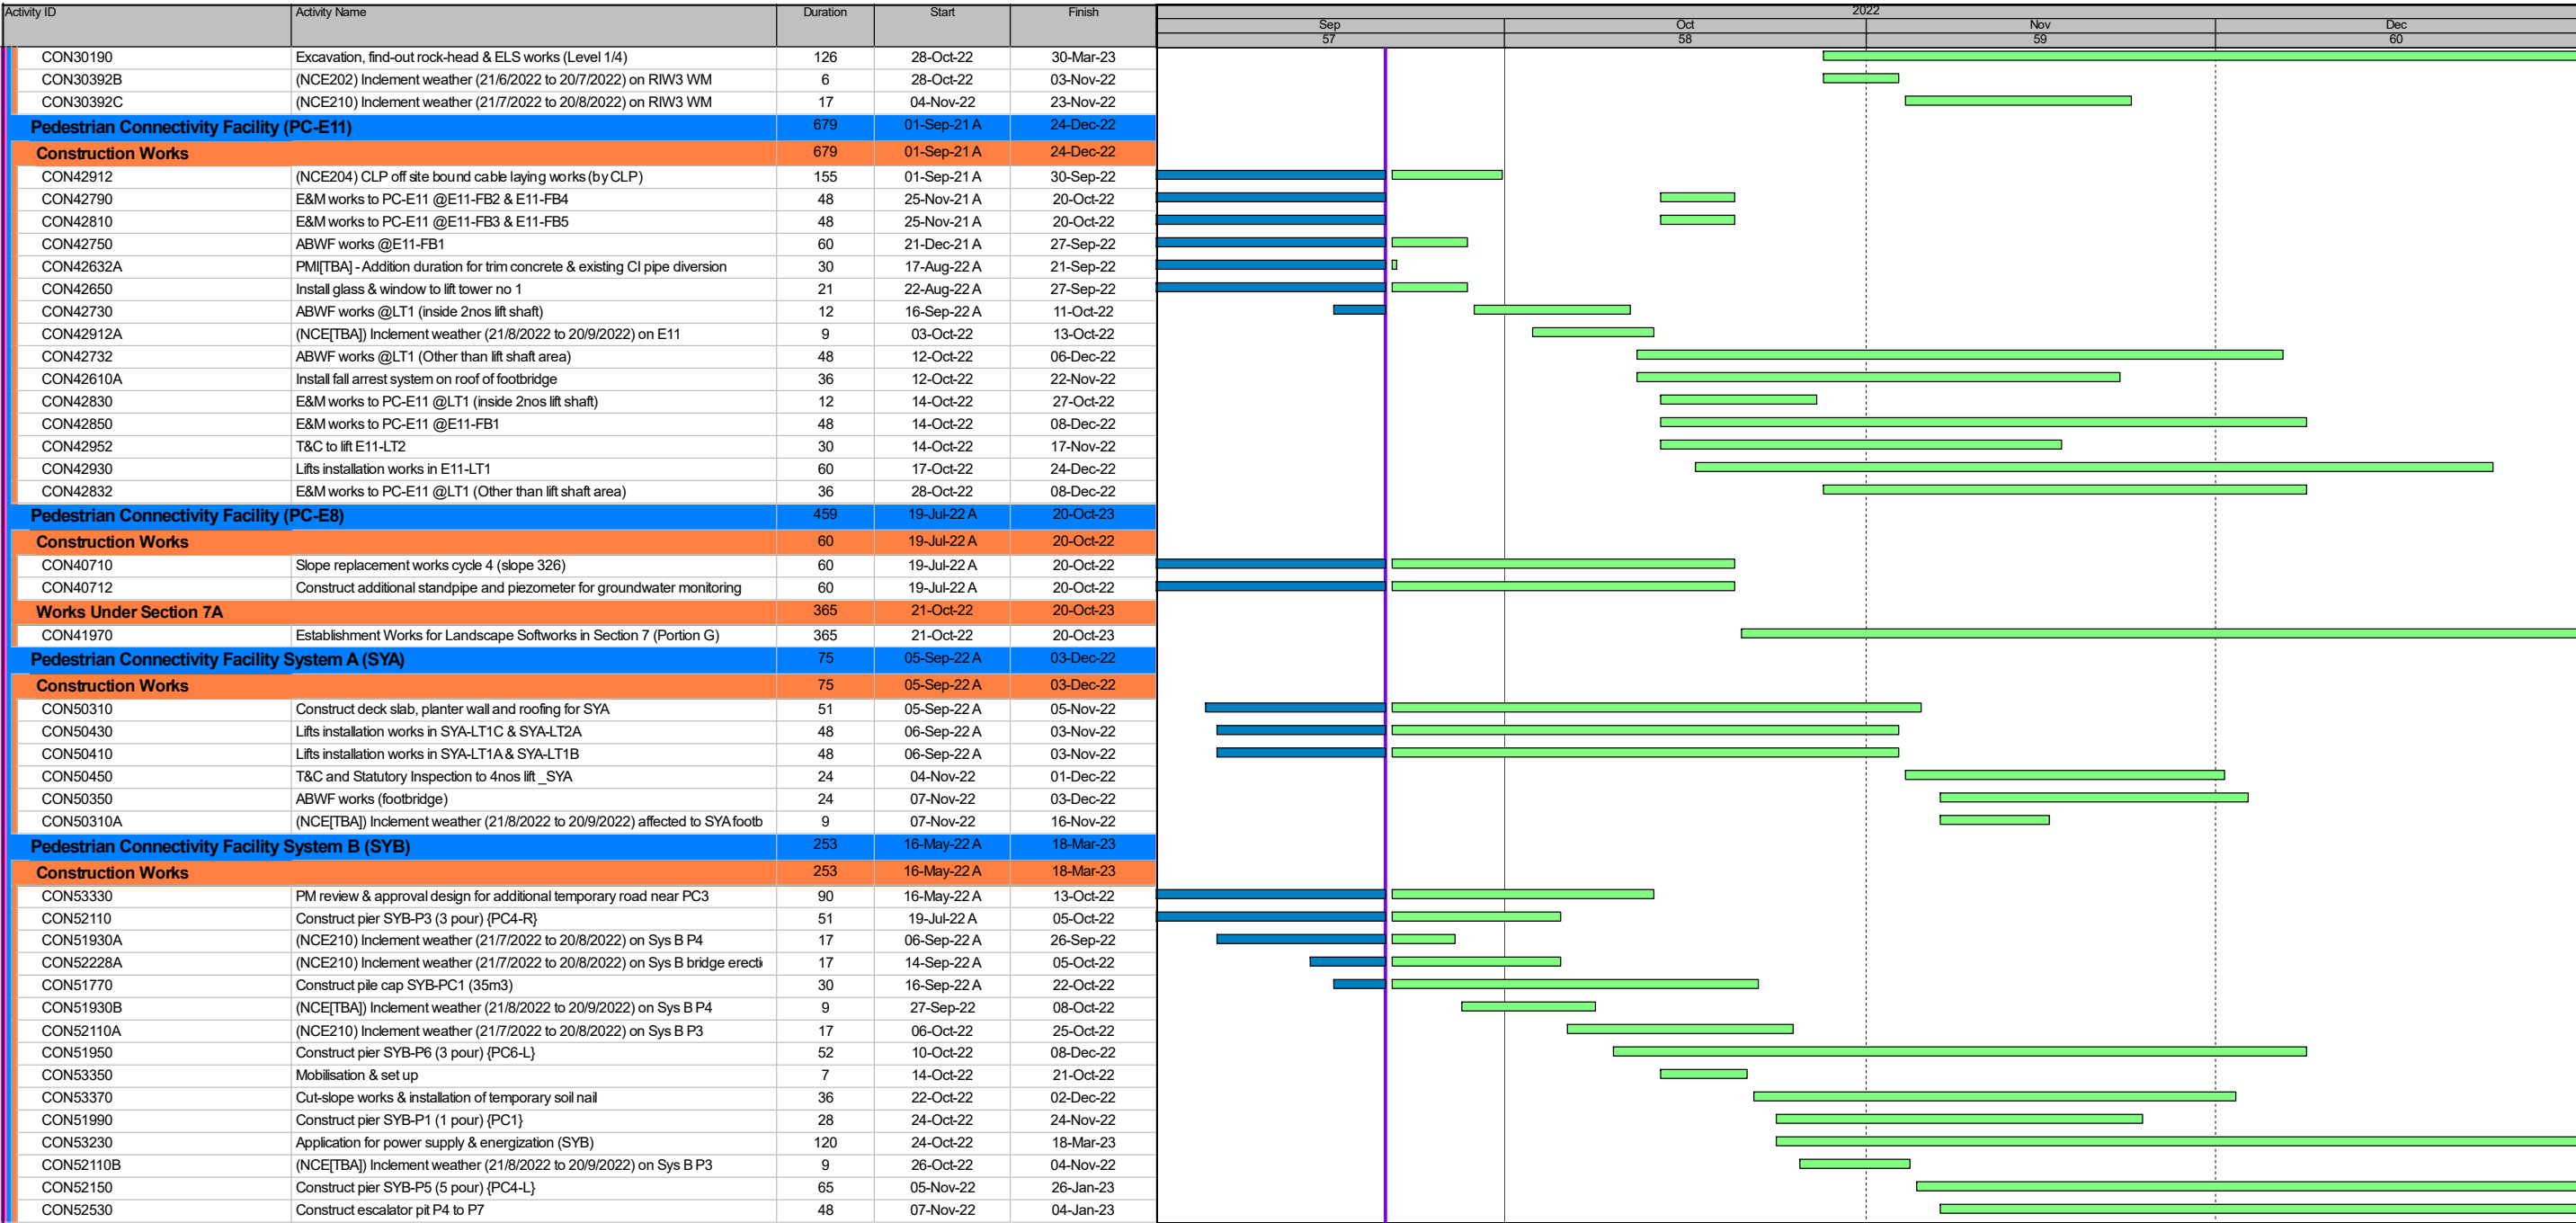 Activity ID Activity Name Duration Start Finish 2022
Sep Oct Nov Dec
57 58 59 60
CON30190 Excavation, find-out rock-head & ELS works (Level 1/4) 126 28-Oct-22 30-Mar-23
CON30392B (NCE202) Inclement weather (21/6/2022 to 20/7/2022) on RIW3 WM 6 28-Oct-22 03-Nov-22
CON30392C (NCE210) Inclement weather (21/7/2022 to 20/8/2022) on RIW3 WM 17 04-Nov-22 23-Nov-22
Pedestrian Connectivity Facility (PC-E11) 679 01-Sep-21 A 24-Dec-22
Construction Works 679 01-Sep-21 A 24-Dec-22
CON42912 (NCE204) CLP off site bound cable laying works (by CLP) 155 01-Sep-21 A 30-Sep-22
CON42790 E&M works to PC-E11 @E11-FB2 & E11-FB4 48 25-Nov-21 A 20-Oct-22
CON42810 E&M works to PC-E11 @E11-FB3 & E11-FB5 48 25-Nov-21 A 20-Oct-22
CON42750 ABWF works @E11-FB1 60 21-Dec-21 A 27-Sep-22
CON42632A PMI[TBA] - Addition duration for trim concrete & existing CI pipe diversion 30 17-Aug-22 A 21-Sep-22
CON42650 Install glass & window to lift tower no 1 21 22-Aug-22 A 27-Sep-22
CON42730 ABWF works @LT1 (inside 2nos lift shaft) 12 16-Sep-22 A 11-Oct-22
CON42912A (NCE[TBA]) Inclement weather (21/8/2022 to 20/9/2022) on E11 9 03-Oct-22 13-Oct-22
CON42732 ABWF works @LT1 (Other than lift shaft area) 48 12-Oct-22 06-Dec-22
CON42610A Install fall arrest system on roof of footbridge 36 12-Oct-22 22-Nov-22
CON42830 E&M works to PC-E11 @LT1 (inside 2nos lift shaft) 12 14-Oct-22 27-Oct-22
CON42850 E&M works to PC-E11 @E11-FB1 48 14-Oct-22 08-Dec-22
CON42952 T&C to lift E11-LT2 30 14-Oct-22 17-Nov-22
CON42930 Lifts installation works in E11-LT1 60 17-Oct-22 24-Dec-22
CON42832 E&M works to PC-E11 @LT1 (Other than lift shaft area) 36 28-Oct-22 08-Dec-22
Pedestrian Connectivity Facility (PC-E8) 459 19-Jul-22 A 20-Oct-23
Construction Works 60 19-Jul-22 A 20-Oct-22
CON40710 Slope replacement works cycle 4 (slope 326) 60 19-Jul-22 A 20-Oct-22
CON40712 Construct additional standpipe and piezometer for groundwater monitoring 60 19-Jul-22 A 20-Oct-22
Works Under Section 7A 365 21-Oct-22 20-Oct-23
CON41970 Establishment Works for Landscape Softworks in Section 7 (Portion G) 365 21-Oct-22 20-Oct-23
Pedestrian Connectivity Facility System A (SYA) 75 05-Sep-22 A 03-Dec-22
Construction Works 75 05-Sep-22 A 03-Dec-22
CON50310 Construct deck slab, planter wall and roofing for SYA 51 05-Sep-22 A 05-Nov-22
CON50430 Lifts installation works in SYA-LT1C & SYA-LT2A 48 06-Sep-22 A 03-Nov-22
CON50410 Lifts installation works in SYA-LT1A & SYA-LT1B 48 06-Sep-22 A 03-Nov-22
CON50450 T&C and Statutory Inspection to 4nos lift _SYA 24 04-Nov-22 01-Dec-22
CON50350 ABWF works (footbridge) 24 07-Nov-22 03-Dec-22
CON50310A (NCE[TBA]) Inclement weather (21/8/2022 to 20/9/2022) affected to SYA footb 9 07-Nov-22 16-Nov-22
Pedestrian Connectivity Facility System B (SYB) 253 16-May-22 A 18-Mar-23
Construction Works 253 16-May-22 A 18-Mar-23
CON53330 PM review & approval design for additional temporary road near PC3 90 16-May-22 A 13-Oct-22
CON52110 Construct pier SYB-P3 (3 pour) {PC4-R} 51 19-Jul-22 A 05-Oct-22
CON51930A (NCE210) Inclement weather (21/7/2022 to 20/8/2022) on Sys B P4 17 06-Sep-22 A 26-Sep-22
CON52228A (NCE210) Inclement weather (21/7/2022 to 20/8/2022) on Sys B bridge erecti 17 14-Sep-22 A 05-Oct-22
CON51770 Construct pile cap SYB-PC1 (35m3) 30 16-Sep-22 A 22-Oct-22
CON51930B (NCE[TBA]) Inclement weather (21/8/2022 to 20/9/2022) on Sys B P4 9 27-Sep-22 08-Oct-22
CON52110A (NCE210) Inclement weather (21/7/2022 to 20/8/2022) on Sys B P3 17 06-Oct-22 25-Oct-22
CON51950 Construct pier SYB-P6 (3 pour) {PC6-L} 52 10-Oct-22 08-Dec-22
CON53350 Mobilisation & set up 7 14-Oct-22 21-Oct-22
CON53370 Cut-slope works & installation of temporary soil nail 36 22-Oct-22 02-Dec-22
CON51990 Construct pier SYB-P1 (1 pour) {PC1} 28 24-Oct-22 24-Nov-22
CON53230 Application for power supply & energization (SYB) 120 24-Oct-22 18-Mar-23
CON52110B (NCE[TBA]) Inclement weather (21/8/2022 to 20/9/2022) on Sys B P3 9 26-Oct-22 04-Nov-22
CON52150 Construct pier SYB-P5 (5 pour) {PC4-L} 65 05-Nov-22 26-Jan-23
CON52530 Construct escalator pit P4 to P7 48 07-Nov-22 04-Jan-23